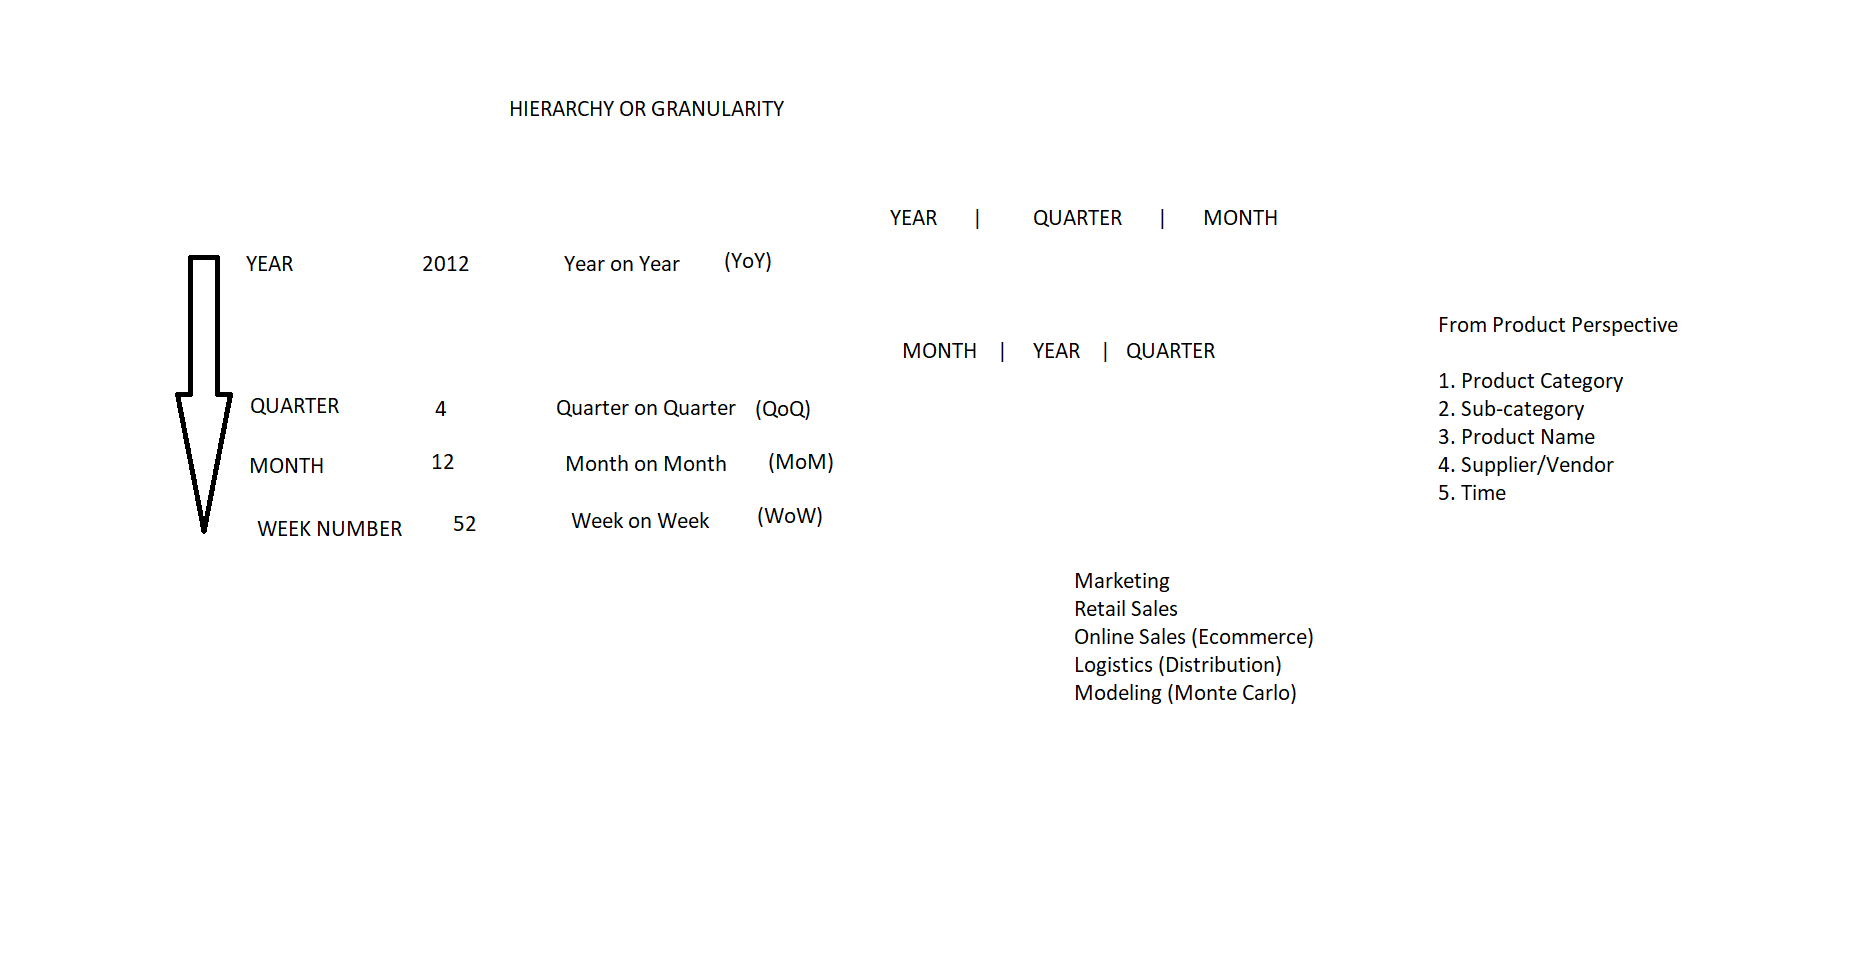 HIERARCHY OR GRANULARITY
YEAR | QUARTER | MONTH
YEAR 2012 Year on Year (YoY)
MONTH | YEAR | QUARTER
QUARTER 4 Quarter on Quarter (QoQ)
MONTH 12 Month on Month (MoM)
WEEK NUMBER 52 Week on Week (WoW)
From Product Perspective
1. Product Category
2. Sub-category
3. Product Name
4. Supplier/Vendor
5. Time
Marketing
Retail Sales
Online Sales (Ecommerce)
Logistics (Distribution)
Modeling (Monte Carlo)